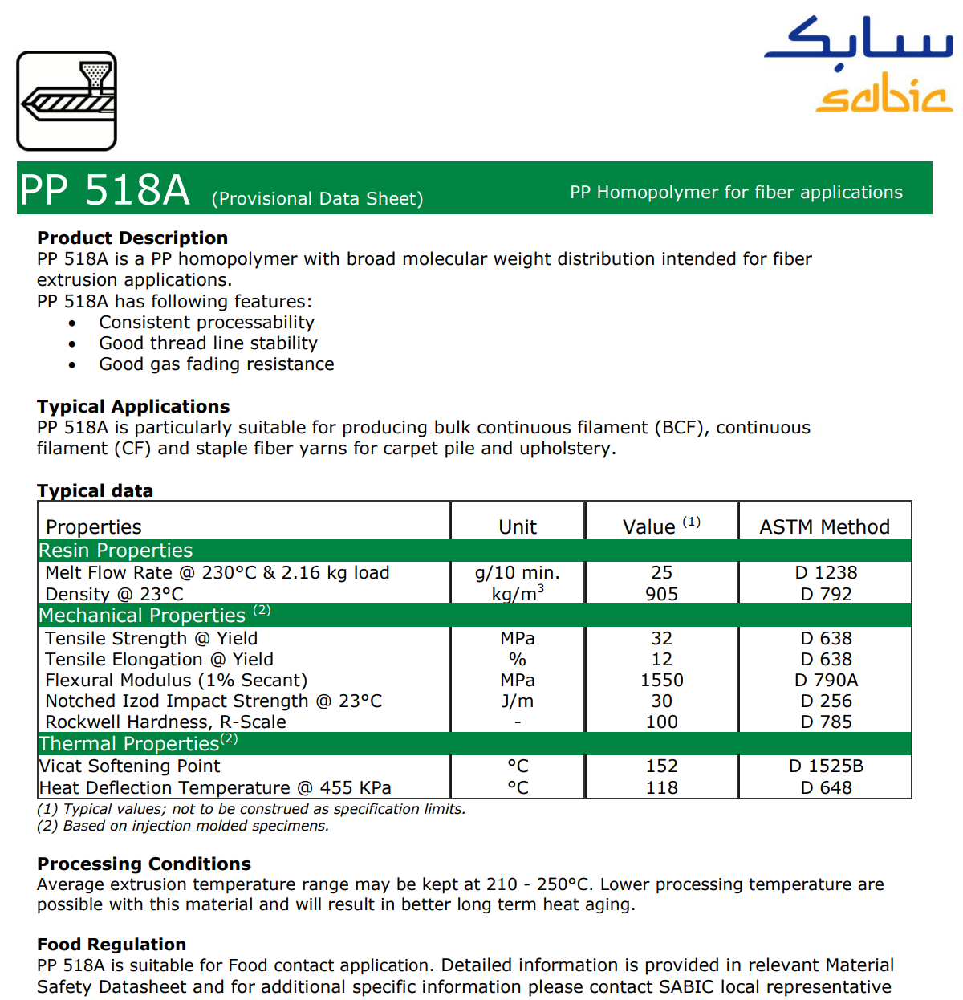 سابك
sabic
PP 518A (Provisional Data Sheet) PP Homopolymer for fiber applications
Product Description
PP 518A is a PP homopolymer with broad molecular weight distribution intended for fiber
extrusion applications.
PP 518A has following features:
• Consistent processability
• Good thread line stability
• Good gas fading resistance
Typical Applications
PP 518A is particularly suitable for producing bulk continuous filament (BCF), continuous
filament (CF) and staple fiber yarns for carpet pile and upholstery.
Typical data
Properties Unit Value (1) ASTM Method
Resin Properties
Melt Flow Rate @ 230°C & 2.16 kg load g/10 min. 25 D 1238
Density @ 23°C kg/m³ 905 D 792
Mechanical Properties (2)
Tensile Strength @ Yield MPa 32 D 638
Tensile Elongation @ Yield % 12 D 638
Flexural Modulus (1% Secant) MPa 1550 D 790A
Notched Izod Impact Strength @ 23°C J/m 30 D 256
Rockwell Hardness, R-Scale - 100 D 785
Thermal Properties(2)
Vicat Softening Point °C 152 D 1525B
Heat Deflection Temperature @ 455 KPa °C 118 D 648
(1) Typical values; not to be construed as specification limits.
(2) Based on injection molded specimens.
Processing Conditions
Average extrusion temperature range may be kept at 210 - 250°C. Lower processing temperature are
possible with this material and will result in better long term heat aging.
Food Regulation
PP 518A is suitable for Food contact application. Detailed information is provided in relevant Material
Safety Datasheet and for additional specific information please contact SABIC local representative